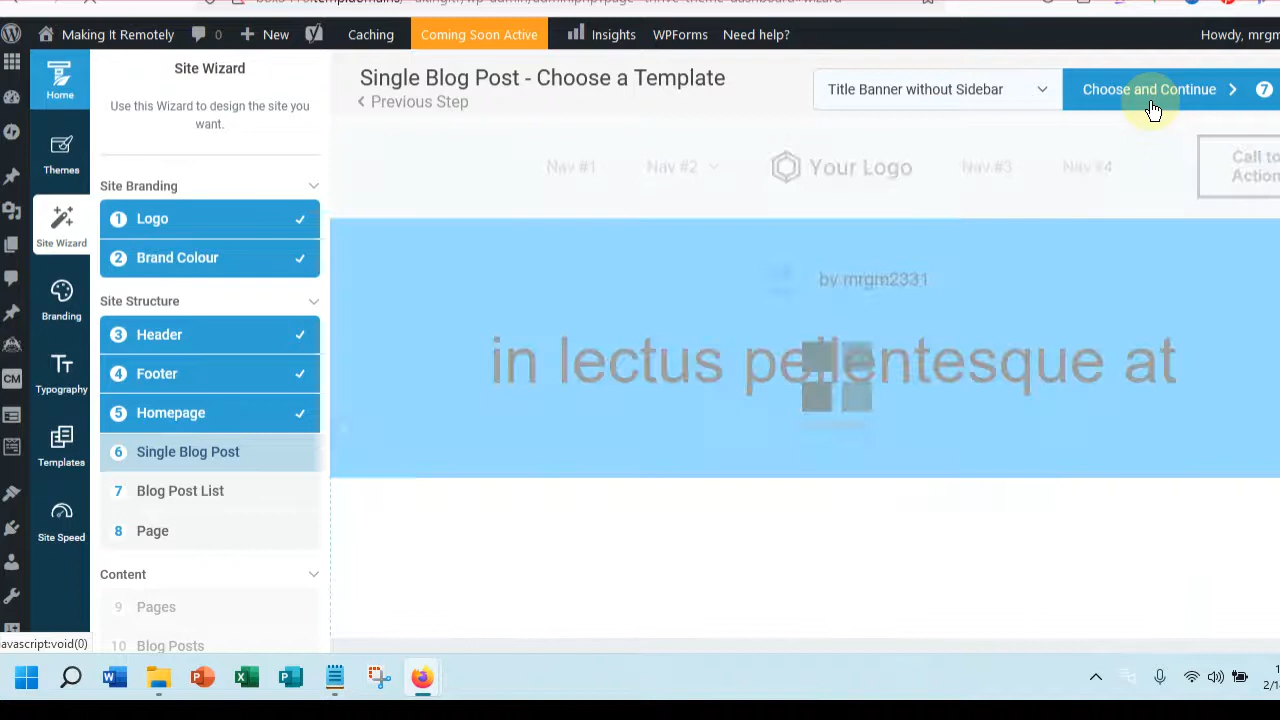 Making It Remotely
0
New
Caching
Coming Soon Active
Insights
WPForms
Need help?
Howdy, mrgm
Home
Themes
Site Wizard
Branding
Typography
Templates
Site Speed
CM
Site Wizard
Use this Wizard to design the site you
want.
Site Branding
1 Logo
2 Brand Colour
Site Structure
3 Header
4 Footer
5 Homepage
6 Single Blog Post
7 Blog Post List
8 Page
Content
9 Pages
10 Blog Posts
Single Blog Post - Choose a Template
Previous Step
Title Banner without Sidebar
Choose and Continue
7
Nav #1
Nav #2
Your Logo
Nav #3
Nav #4
Call to
Action
by mrgm2331
in lectus pellentesque at
avascript:void(0)